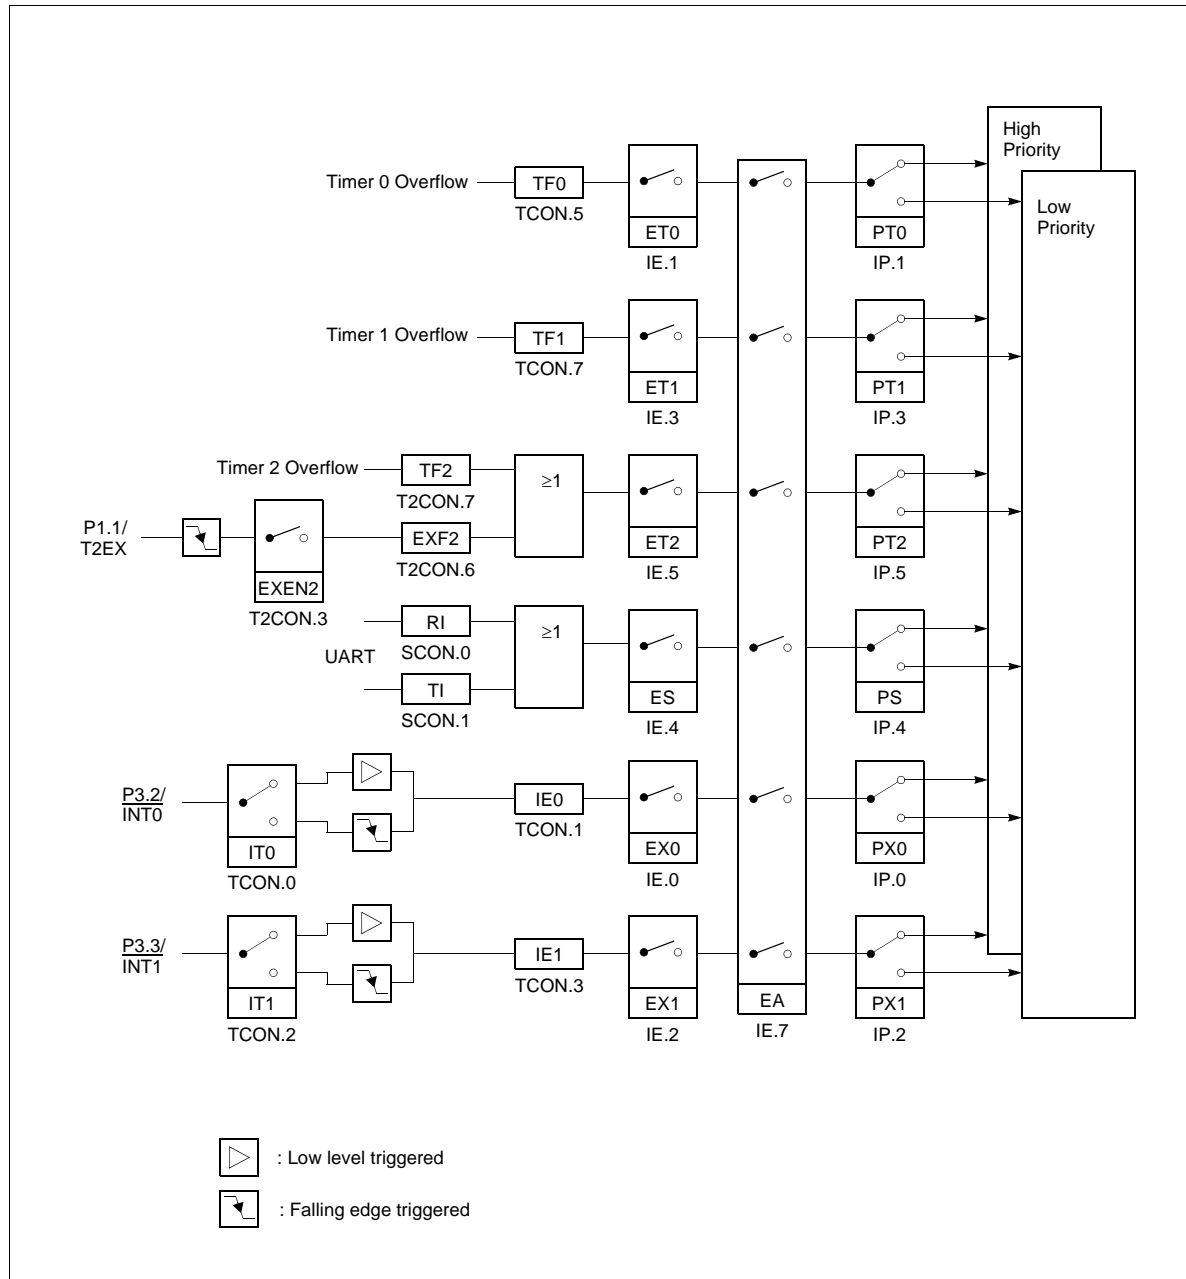 High
Priority
Low
Priority
Timer 0 Overflow
TF0
TCON.5
ET0
IE.1
PT0
IP.1
Timer 1 Overflow
TF1
TCON.7
ET1
IE.3
PT1
IP.3
Timer 2 Overflow
TF2
T2CON.7
≥1
P1.1/
T2EX
EXEN2
T2CON.3
EXF2
T2CON.6
ET2
IE.5
PT2
IP.5
UART
RI
SCON.0
≥1
TI
SCON.1
ES
IE.4
PS
IP.4
P3.2/
INT0
IT0
TCON.0
IE0
TCON.1
EX0
IE.0
PX0
IP.0
P3.3/
INT1
IT1
TCON.2
IE1
TCON.3
EX1
IE.2
EA
IE.7
PX1
IP.2
: Low level triggered
: Falling edge triggered